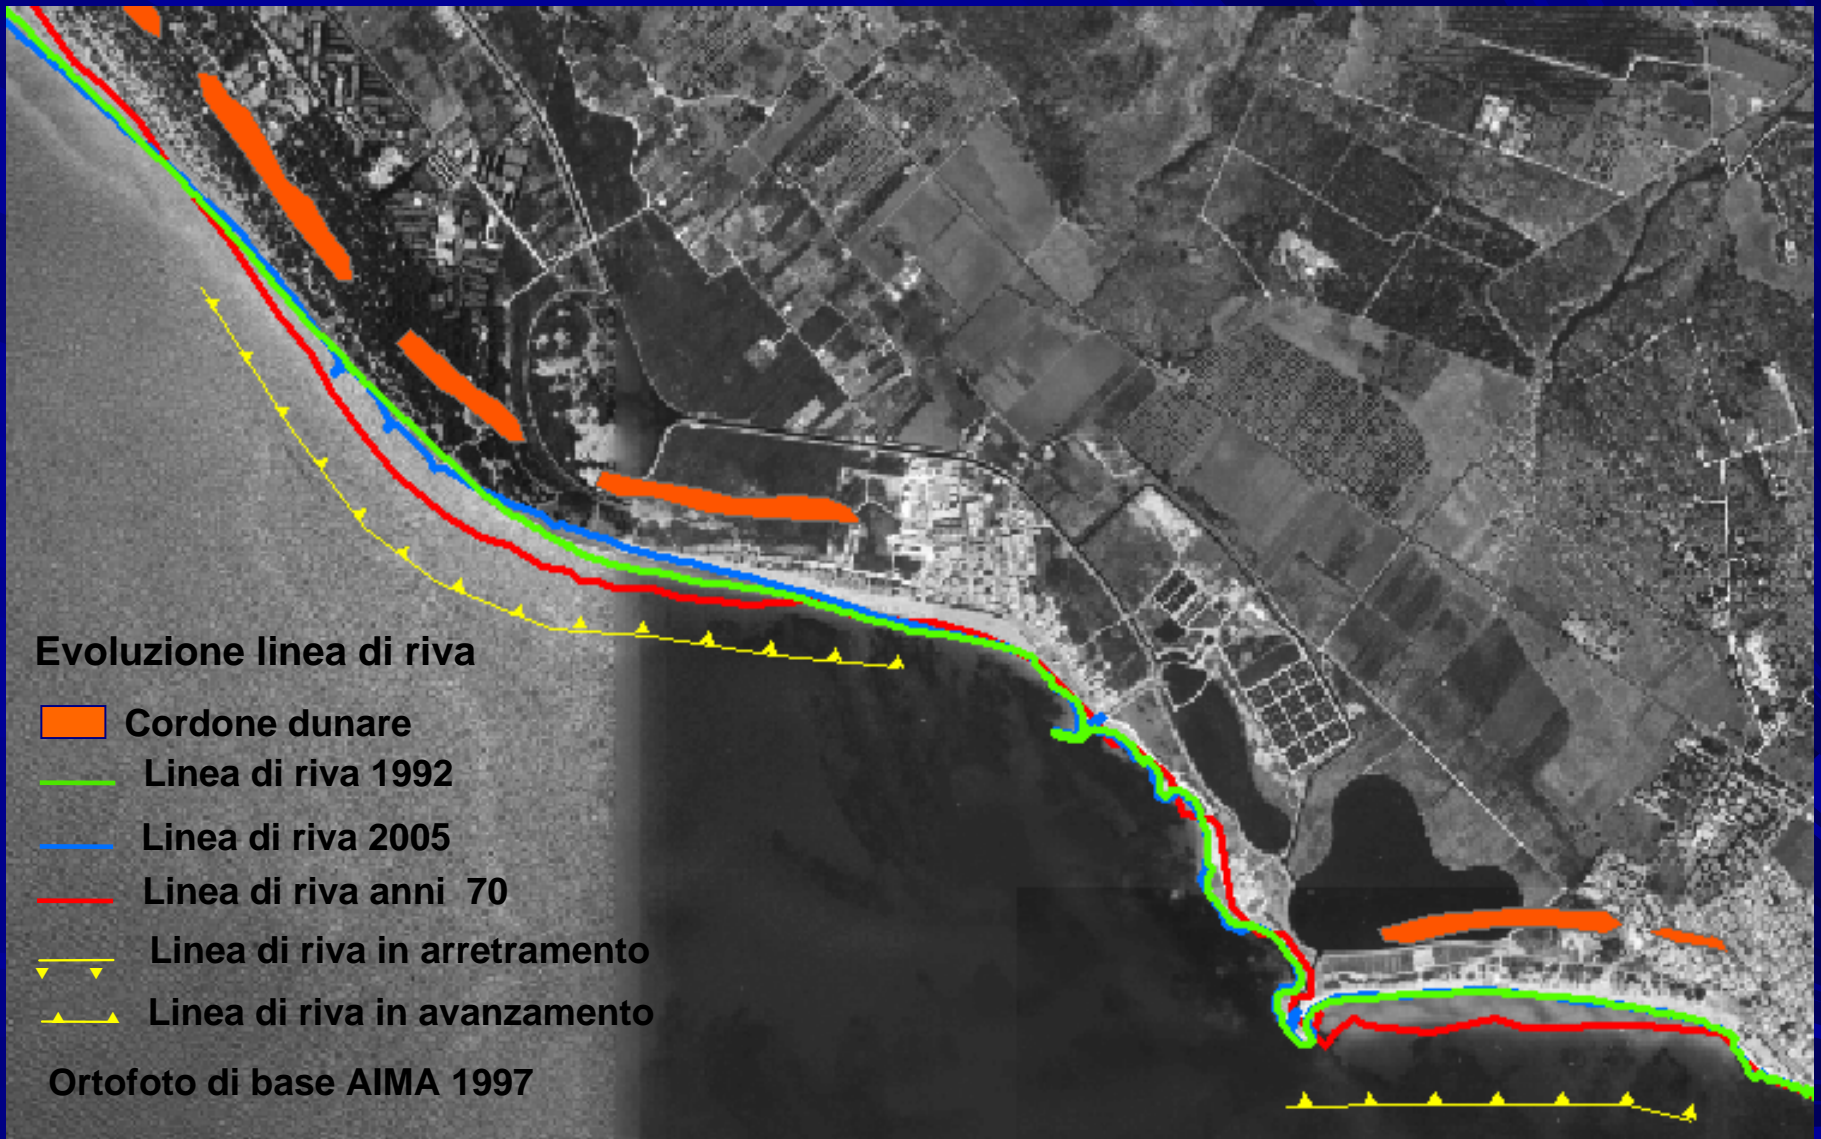 Evoluzione linea di riva
Cordone dunare
Linea di riva 1992
Linea di riva 2005
Linea di riva anni 70
Linea di riva in arretramento
Linea di riva in avanzamento
Ortofoto di base AIMA 1997